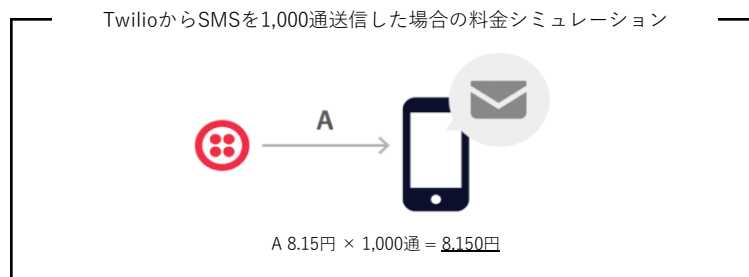 TwilioからSMSを1,000通送信した場合の料金シミュレーション
A
A 8.15円 × 1,000通 = 8.150円